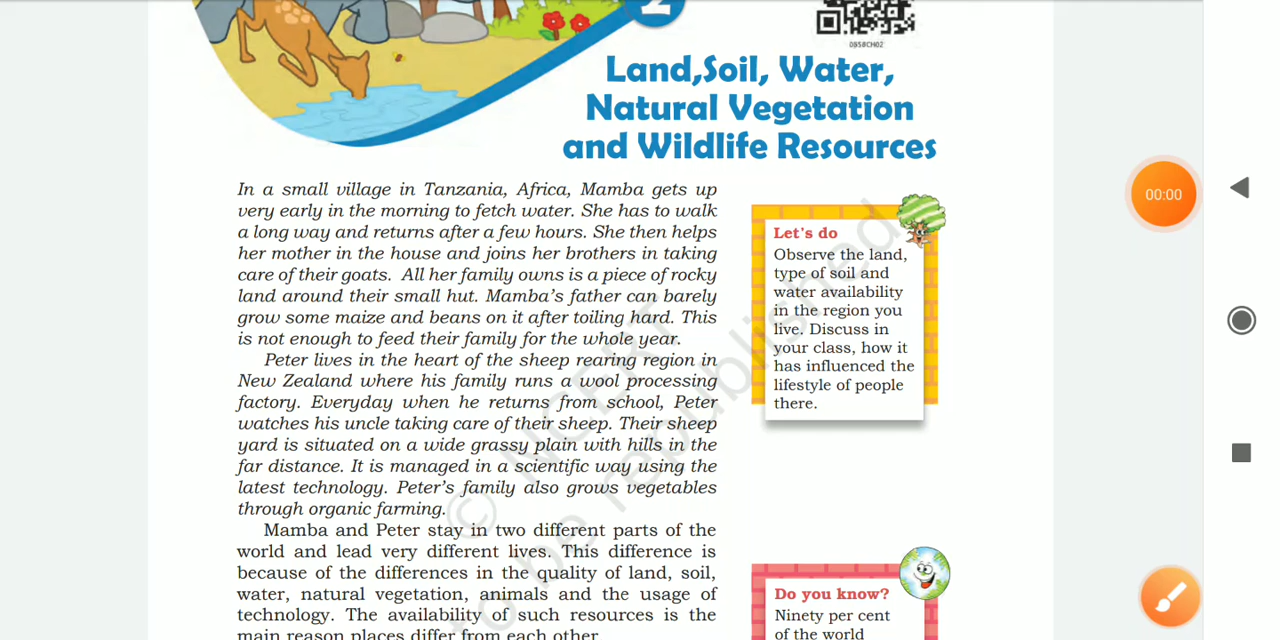 2
0858CH02
Land,Soil, Water,
Natural Vegetation
and Wildlife Resources
In a small village in Tanzania, Africa, Mamba gets up
very early in the morning to fetch water. She has to walk
a long way and returns after a few hours. She then helps
her mother in the house and joins her brothers in taking
care of their goats. All her family owns is a piece of rocky
land around their small hut. Mamba's father can barely
grow some maize and beans on it after toiling hard. This
is not enough to feed their family for the whole year.
Peter lives in the heart of the sheep rearing region in
New Zealand where his family runs a wool processing
factory. Everyday when he returns from school, Peter
watches his uncle taking care of their sheep. Their sheep
yard is situated on a wide grassy plain with hills in the
far distance. It is managed in a scientific way using the
latest technology. Peter's family also grows vegetables
through organic farming.
Mamba and Peter stay in two different parts of the
world and lead very different lives. This difference is
because of the differences in the quality of land, soil,
water, natural vegetation, animals and the usage of
technology. The availability of such resources is the
main reason places differ from each other.
Let's do
Observe the land,
type of soil and
water availability
in the region you
live. Discuss in
your class, how it
has influenced the
lifestyle of people
there.
Do you know?
Ninety per cent
of the world
© NCERT
to be republished
00:00